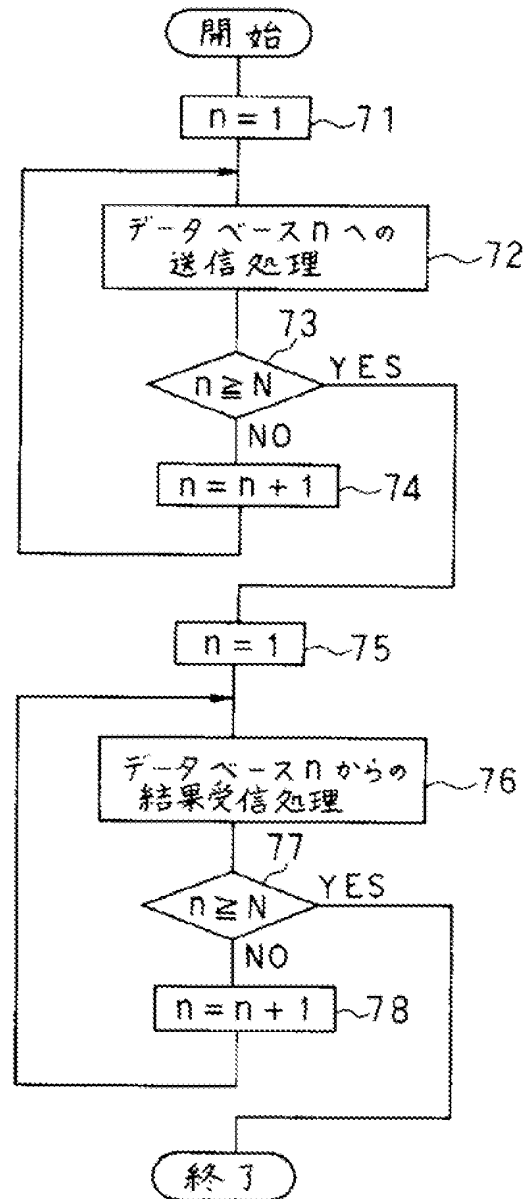 開始
n = 1
71
データベースnへの
送信処理
72
73
n ≧ N
YES
NO
n = n + 1
74
n = 1
75
データベースnからの
結果受信処理
76
77
n ≧ N
YES
NO
n = n + 1
78
終了